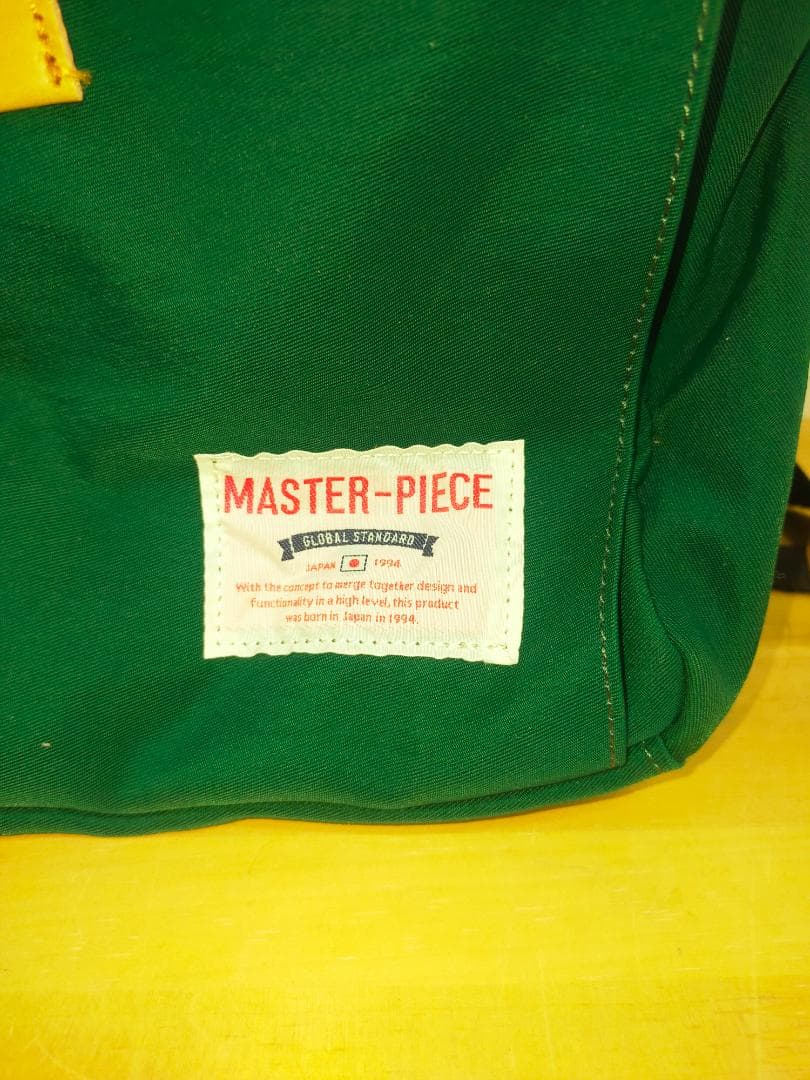 MASTER-PIECE
GLOBAL STANDARD
JAPAN 1994
With the concept to merge together design and
functionality in a high level, this product
was born in Japan in 1994.